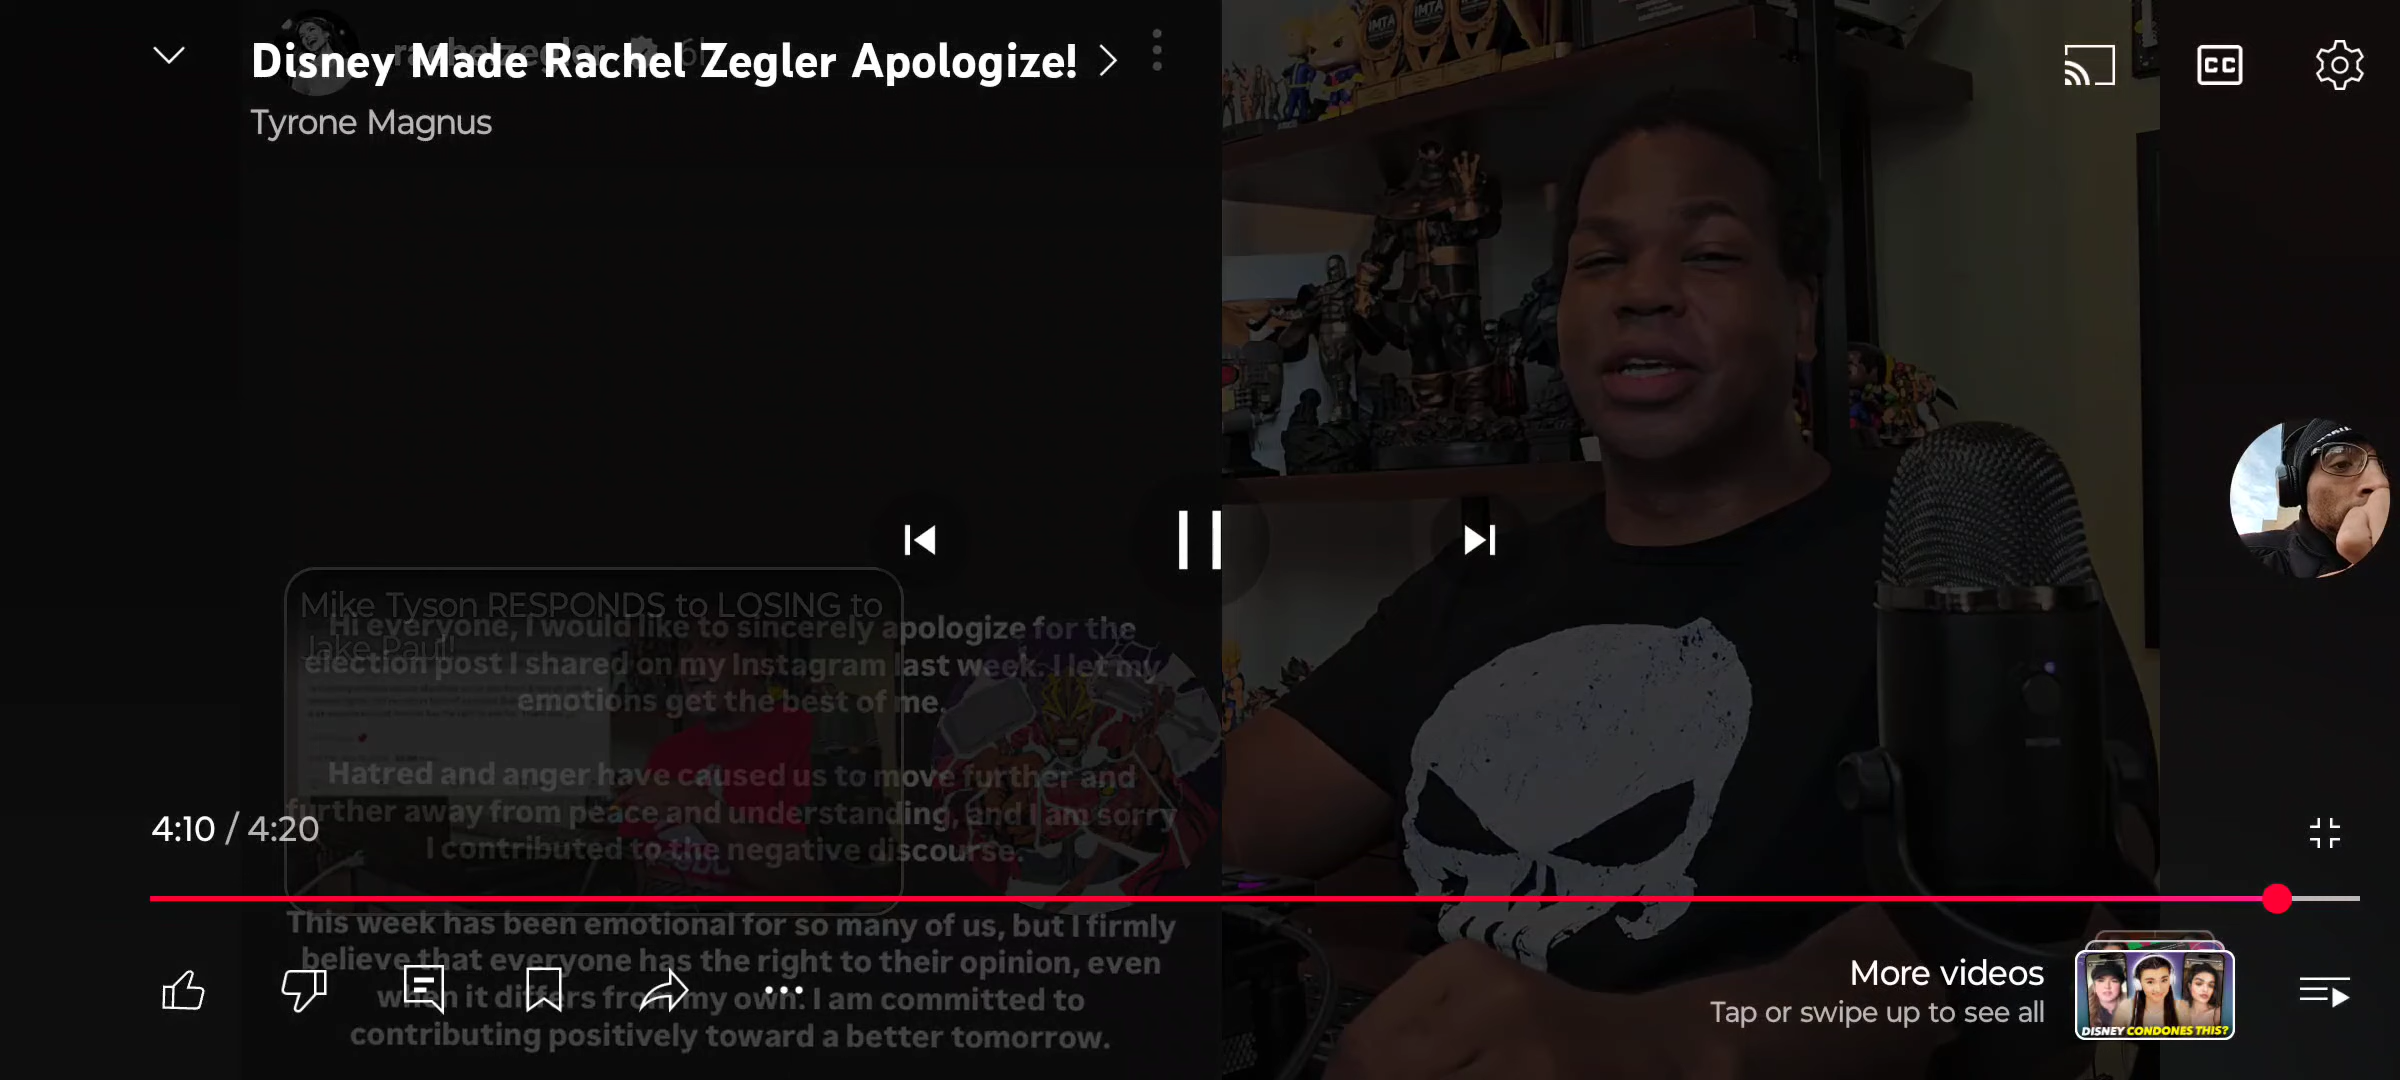 rachelzegler 6h
Disney Made Rachel Zegler Apologize!
Tyrone Magnus
IMTA IMTA IMTA
CC
Mike Tyson RESPONDS to LOSING to
Jake Paul!
Hi everyone, I would like to sincerely apologize for the
election post I shared on my Instagram last week. I let my
emotions get the best of me.
Hatred and anger have caused us to move further and
further away from peace and understanding, and I am sorry
I contributed to the negative discourse.
4:10 / 4:20
This week has been emotional for so many of us, but I firmly
believe that everyone has the right to their opinion, even
when it differs from my own. I am committed to
contributing positively toward a better tomorrow.
More videos
Tap or swipe up to see all
DISNEY CONDONES THIS?